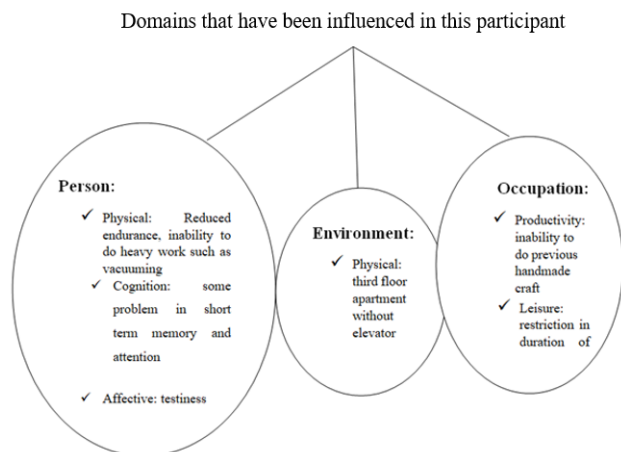 Domains that have been influenced in this participant
Person:
✓ Physical: Reduced
endurance, inability to
do heavy work such as
vacuuming
✓ Cognition: some
problem in short
term memory and
attention
✓ Affective: testiness
Environment:
✓ Physical:
third floor
apartment
without
elevator
Occupation:
✓ Productivity:
inability to
do previous
handmade
craft
✓ Leisure:
restriction in
duration of